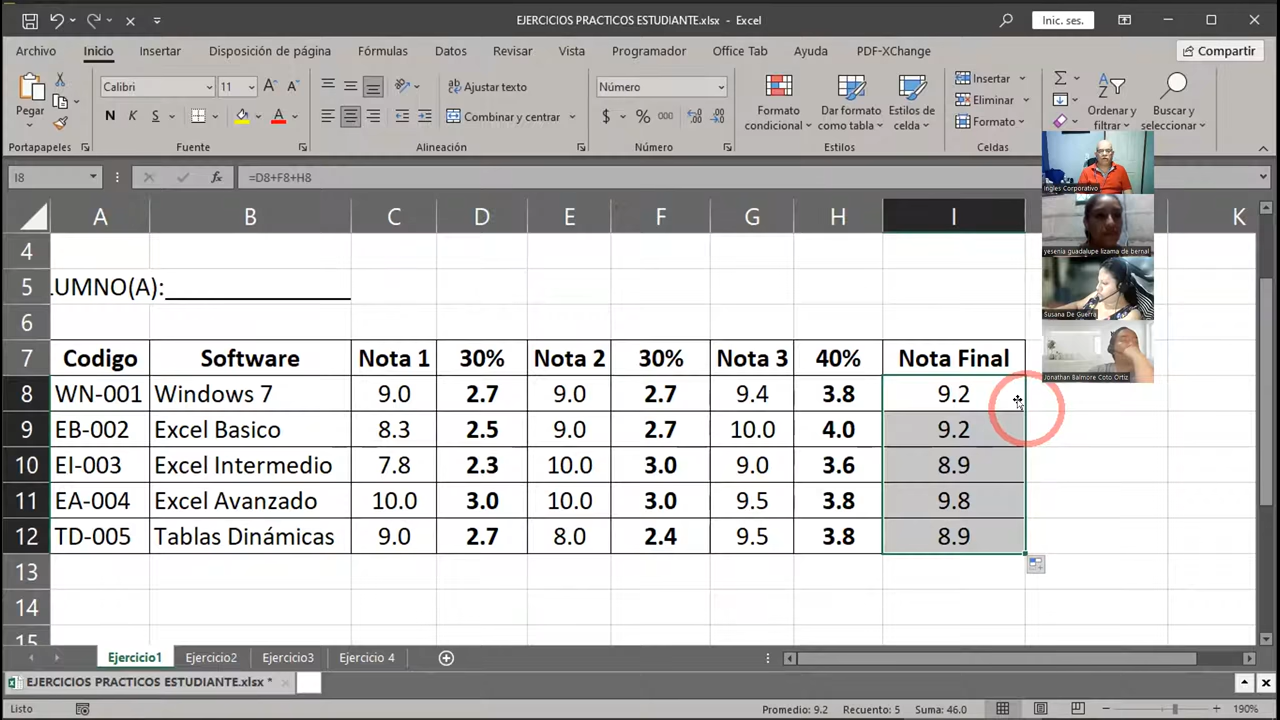 EJERCICIOS PRACTICOS ESTUDIANTE.xlsx - Excel
Inic. ses.
Archivo Inicio Insertar Disposición de página Fórmulas Datos Revisar Vista Programador Office Tab Ayuda PDF-XChange Compartir
Pegar
Calibri 11
N K S
Ajustar texto
Combinar y centrar
Número
$ % 000
Formato condicional
Dar formato como tabla
Estilos de celda
Insertar
Eliminar
Formato
Ordenar y filtrar
Buscar y seleccionar
Portapapeles Fuente Alineación Número Estilos Celdas
I8 fx =D8+F8+H8
A B C D E F G H I K
4
5 LUMNO(A):
6
7 Codigo Software Nota 1 30% Nota 2 30% Nota 3 40% Nota Final
8 WN-001 Windows 7 9.0 2.7 9.0 2.7 9.4 3.8 9.2
9 EB-002 Excel Basico 8.3 2.5 9.0 2.7 10.0 4.0 9.2
10 EI-003 Excel Intermedio 7.8 2.3 10.0 3.0 9.0 3.6 8.9
11 EA-004 Excel Avanzado 10.0 3.0 10.0 3.0 9.5 3.8 9.8
12 TD-005 Tablas Dinámicas 9.0 2.7 8.0 2.4 9.5 3.8 8.9
13
14
15
Ingles Corporativo
yesenia guadalupe lizama de bernal
Susana De Guerra
Jonathan Balmore Coto Ortiz
Ejercicio1 Ejercicio2 Ejercicio3 Ejercicio 4
EJERCICIOS PRACTICOS ESTUDIANTE.xlsx *
Listo Promedio: 9.2 Recuento: 5 Suma: 46.0 190%